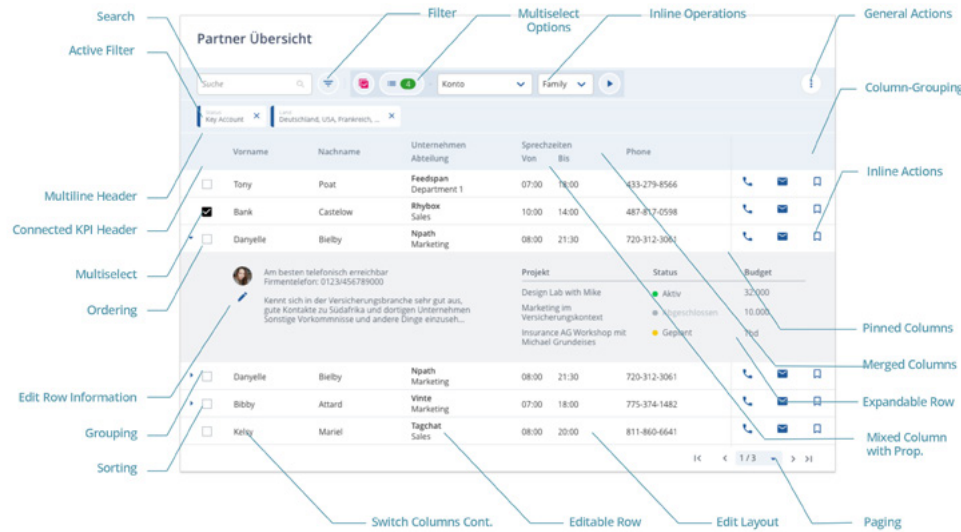 Search
Filter
Multiselect
Options
Inline Operations
General Actions
Active Filter
Partner Übersicht
Suche
4
Konto
Family
Column-Grouping
Status
Key Account
Land
Deutschland, USA, Frankreich, ...
Vorname
Nachname
Unternehmen
Abteilung
Sprechzeiten
Von
Bis
Phone
Inline Actions
Tony
Poat
Feedspan
Department 1
07:00
18:00
433-279-8566
Multiline Header
Bank
Castelow
Rhybox
Sales
10:00
14:00
487-817-0598
Connected KPI Header
Danyelle
Bielby
Npath
Marketing
08:00
21:30
720-312-3061
Multiselect
Ordering
Am besten telefonisch erreichbar
Firmentelefon: 0123/456789000
Kennt sich in der Versicherungsbranche sehr gut aus,
gute Kontakte zu Südafrika und dortigen Unternehmen
Sonstige Vorkommnisse und andere Dinge einzuseh...
Projekt
Status
Budget
Design Lab with Mike
Aktiv
32.000
Marketing im
Versicherungskontext
Abgeschlossen
10.000
Insurance AG Workshop mit
Michael Grundeises
Geplant
Tbd
Pinned Columns
Merged Columns
Edit Row Information
Danyelle
Bielby
Npath
Marketing
08:00
21:30
720-312-3061
Expandable Row
Grouping
Bibby
Attard
Vinte
Marketing
07:00
18:00
775-374-1482
Mixed Column
with Prop.
Sorting
Kelsy
Mariel
Tagchat
Sales
08:00
20:00
811-860-6641
1/3
Switch Columns Cont.
Editable Row
Edit Layout
Paging